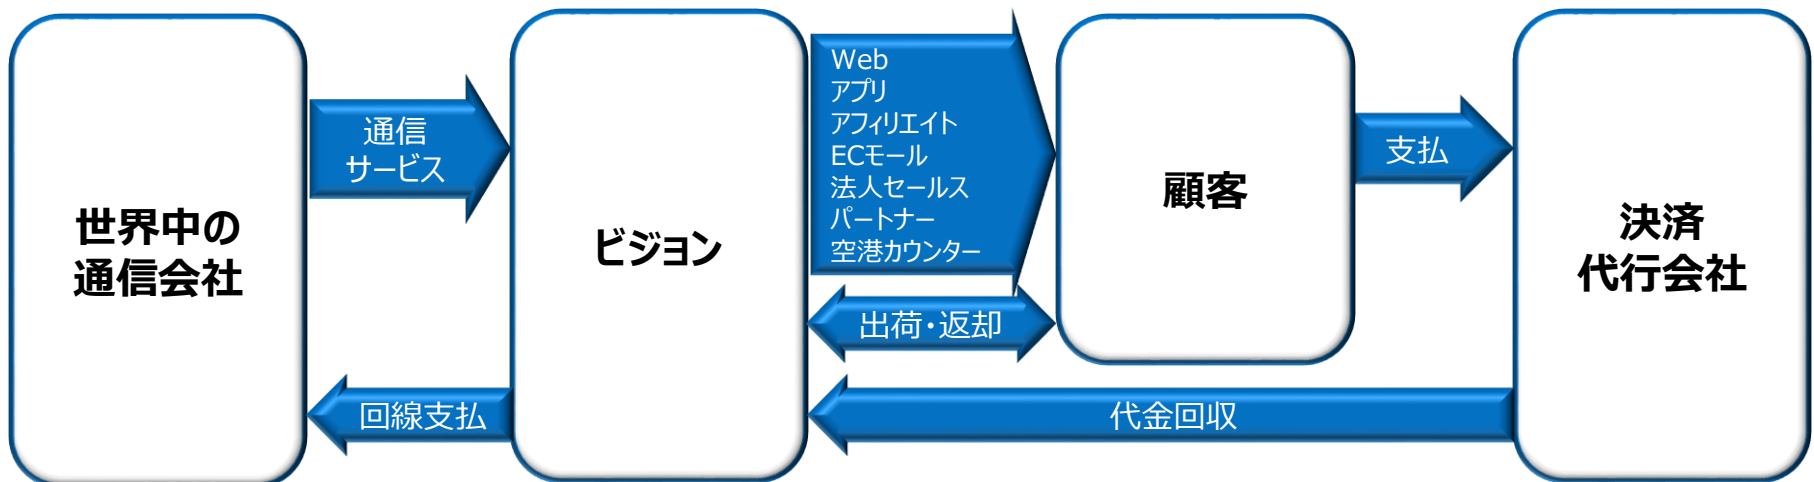 世界中の
通信会社
通信
サービス
回線支払
ビジョン
Web
アプリ
アフィリエイト
ECモール
法人セールス
パートナー
空港カウンター
出荷・返却
顧客
支払
代金回収
決済
代行会社